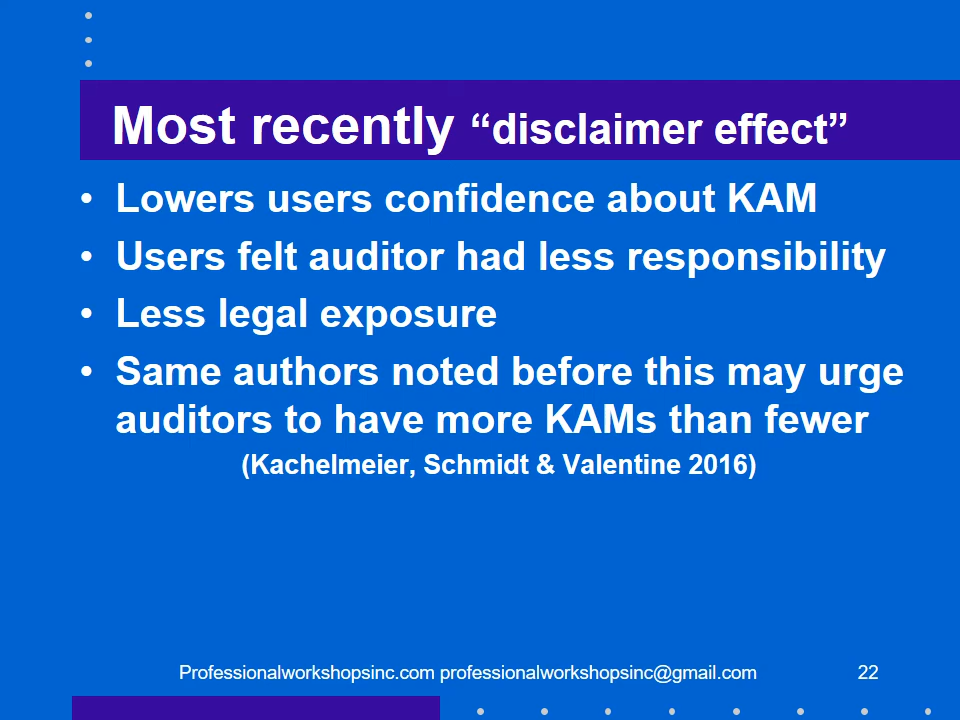 Most recently “disclaimer effect”
• Lowers users confidence about KAM
• Users felt auditor had less responsibility
• Less legal exposure
• Same authors noted before this may urge
auditors to have more KAMs than fewer
(Kachelmeier, Schmidt & Valentine 2016)
Professionalworkshopsinc.com professionalworkshopsinc@gmail.com 22